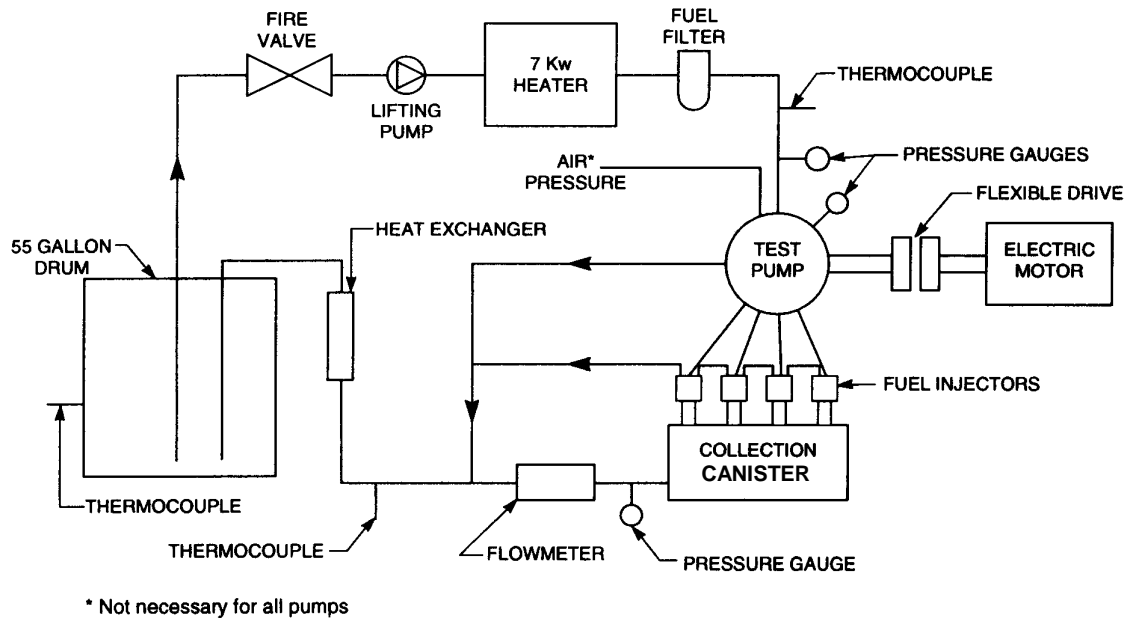 FIRE
VALVE
FUEL
FILTER
7 Kw
HEATER
THERMOCOUPLE
LIFTING
PUMP
AIR*
PRESSURE
PRESSURE GAUGES
FLEXIBLE DRIVE
HEAT EXCHANGER
55 GALLON
DRUM
TEST
PUMP
ELECTRIC
MOTOR
FUEL INJECTORS
COLLECTION
CANISTER
THERMOCOUPLE
THERMOCOUPLE
FLOWMETER
PRESSURE GAUGE
* Not necessary for all pumps